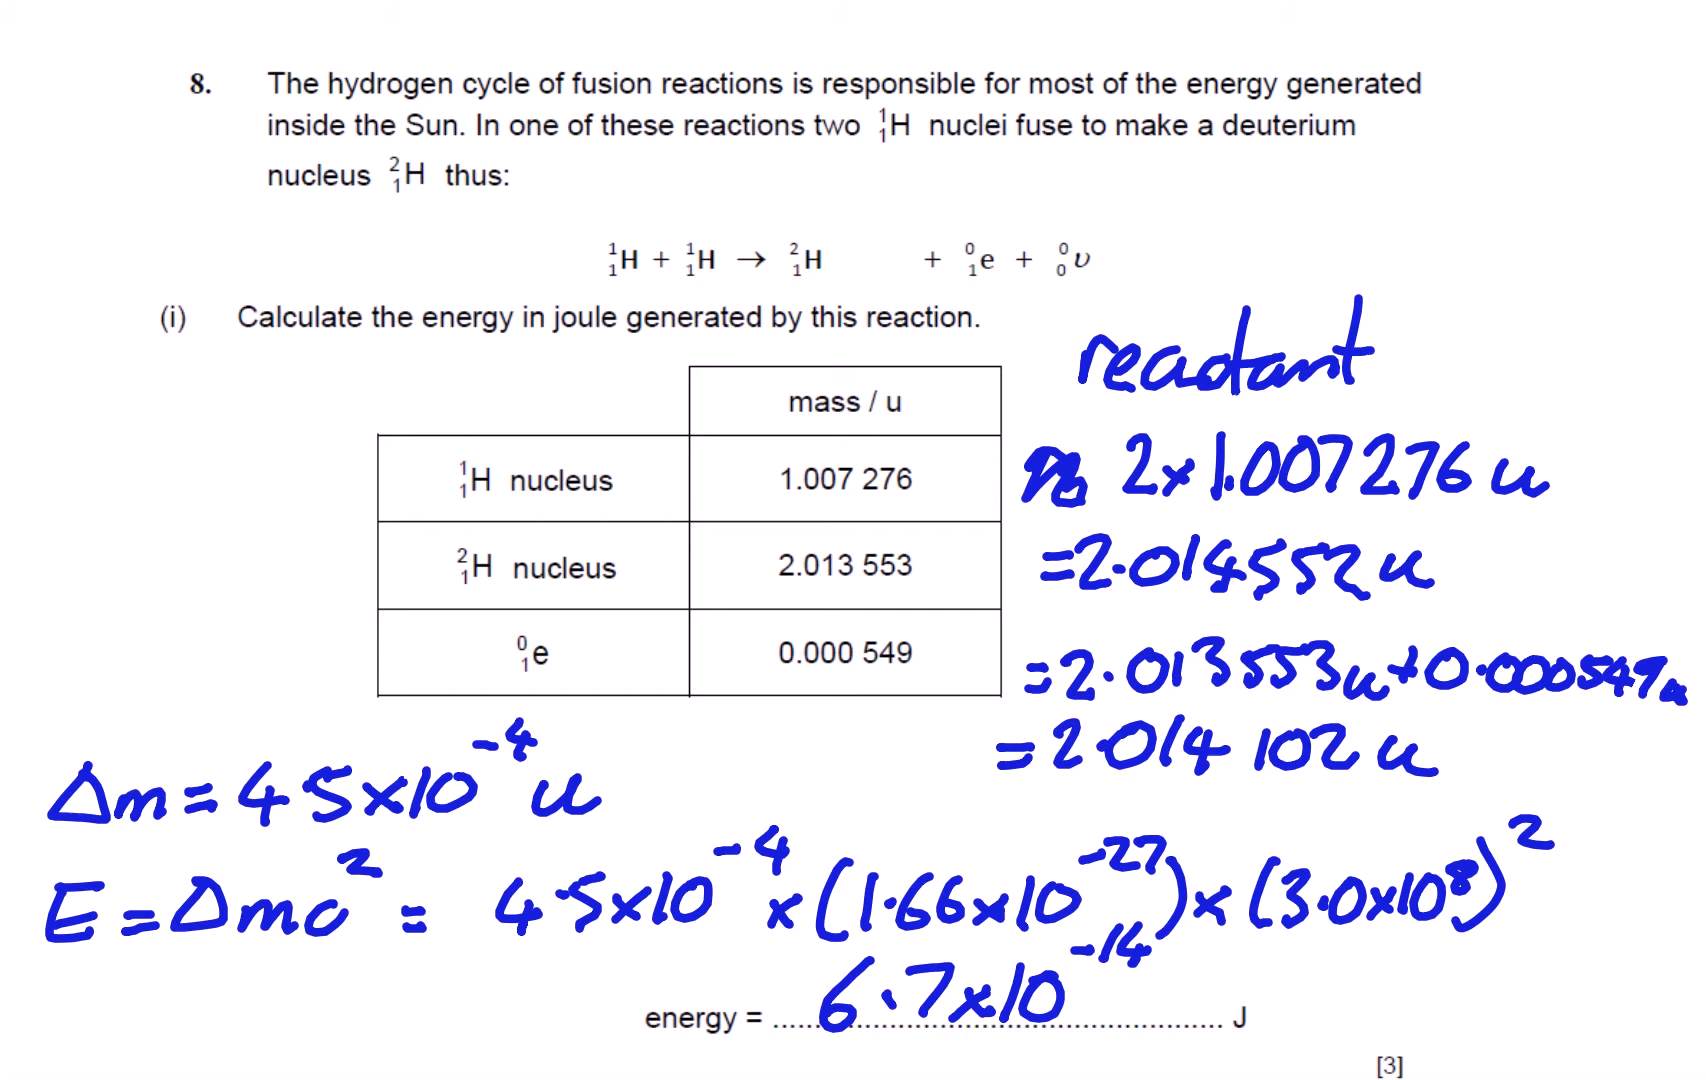 8. The hydrogen cycle of fusion reactions is responsible for most of the energy generated
inside the Sun. In one of these reactions two ¹₁H nuclei fuse to make a deuterium
nucleus ²₁H thus:
¹₁H + ¹₁H → ²₁H + ⁰₁e + ⁰₀υ
(i) Calculate the energy in joule generated by this reaction.
reactant
mass / u
¹₁H nucleus 1.007 276
2×1.007276 u
²₁H nucleus 2.013 553
=2.014552 u
⁰₁e 0.000 549
=2.013553u+0.000549u
=2.014 102 u
Δm = 4.5×10⁻⁴ u
E = Δmc² = 4.5×10⁻⁴ × (1.66×10⁻²⁷) × (3.0×10⁸)²
energy = 6.7×10⁻¹⁴ J
[3]